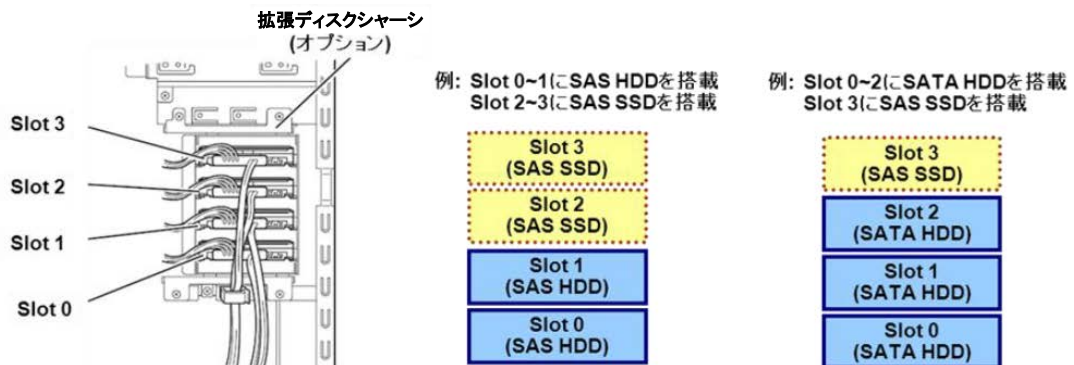 拡張ディスクシャーシ
(オプション)
Slot 3
Slot 2
Slot 1
Slot 0
例: Slot 0~1にSAS HDDを搭載
Slot 2~3にSAS SSDを搭載
Slot 3
(SAS SSD)
Slot 2
(SAS SSD)
Slot 1
(SAS HDD)
Slot 0
(SAS HDD)
例: Slot 0~2にSATA HDDを搭載
Slot 3にSAS SSDを搭載
Slot 3
(SAS SSD)
Slot 2
(SATA HDD)
Slot 1
(SATA HDD)
Slot 0
(SATA HDD)